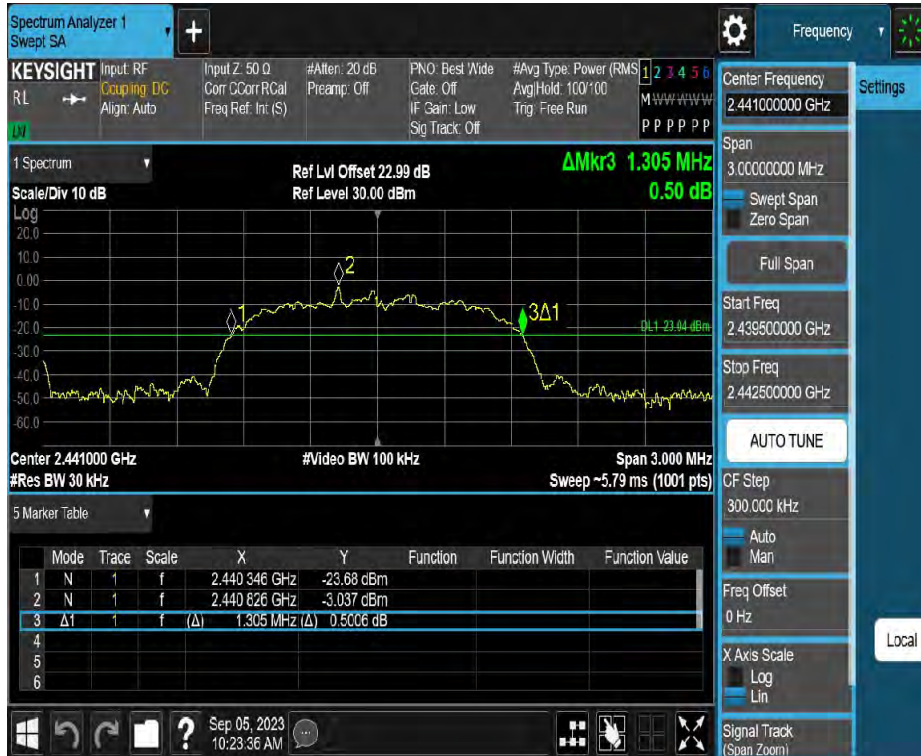 Spectrum Analyzer 1
Swept SA
+
Frequency
KEYSIGHT
RL
LXI
Input: RF
Coupling: DC
Align: Auto
Input Z: 50 Ω
Corr CCorr RCal
Freq Ref: Int (S)
#Atten: 20 dB
Preamp: Off
PNO: Best Wide
Gate: Off
IF Gain: Low
Sig Track: Off
#Avg Type: Power (RMS
Avg|Hold: 100/100
Trig: Free Run
1 2 3 4 5 6
M W W W W W
P P P P P P
1 Spectrum
Scale/Div 10 dB
Ref Lvl Offset 22.99 dB
Ref Level 30.00 dBm
ΔMkr3 1.305 MHz
0.50 dB
Log
20.0
10.0
0.00
-10.0
-20.0
-30.0
-40.0
-50.0
-60.0
1
2
3Δ1
DL1 -23.04 dBm
Center 2.441000 GHz
#Res BW 30 kHz
#Video BW 100 kHz
Span 3.000 MHz
Sweep ~5.79 ms (1001 pts)
5 Marker Table
Mode Trace Scale X Y Function Function Width Function Value
1 N 1 f 2.440 346 GHz -23.68 dBm
2 N 1 f 2.440 826 GHz -3.037 dBm
3 Δ1 1 f (Δ) 1.305 MHz (Δ) 0.5006 dB
4
5
6
?
Sep 05, 2023
10:23:36 AM
Center Frequency
2.441000000 GHz
Span
3.00000000 MHz
Swept Span
Zero Span
Full Span
Start Freq
2.439500000 GHz
Stop Freq
2.442500000 GHz
AUTO TUNE
CF Step
300.000 kHz
Auto
Man
Freq Offset
0 Hz
X Axis Scale
Log
Lin
Signal Track
(Span Zoom)
Settings
Local